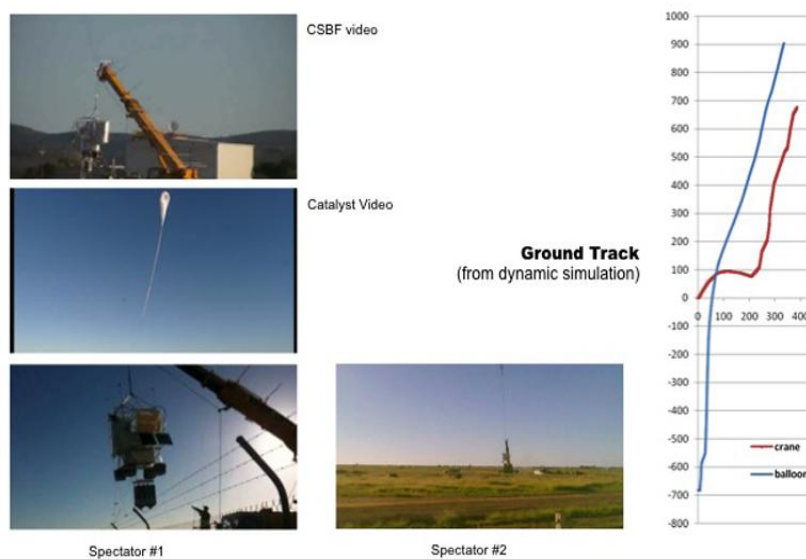 CSBF video
Catalyst Video
Ground Track
(from dynamic simulation)
Spectator #1
Spectator #2
1000
900
800
700
600
500
400
300
200
100
0
0 100 200 300 400
-100
-200
-300
-400
-500
-600
-700
-800
crane
balloon